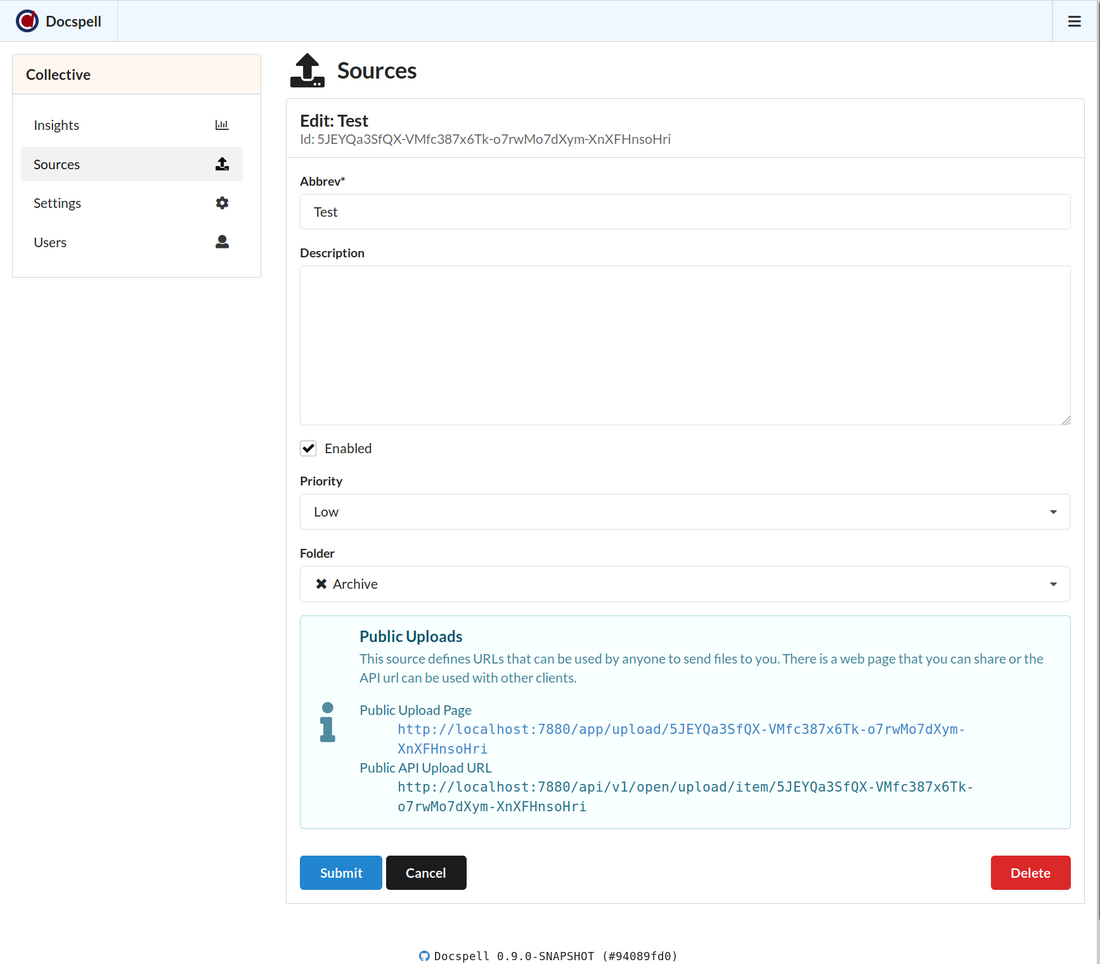 Docspell
Collective
Insights
Sources
Settings
Users
Sources
Edit: Test
Id: 5JEYQa3SfQX-VMfc387x6Tk-o7rwMo7dXym-XnXFHnsoHri
Abbrev*
Test
Description
Enabled
Priority
Low
Folder
Archive
Public Uploads
This source defines URLs that can be used by anyone to send files to you. There is a web page that you can share or the
API url can be used with other clients.
Public Upload Page
http://localhost:7880/app/upload/5JEYQa3SfQX-VMfc387x6Tk-o7rwMo7dXym-
XnXFHnsoHri
Public API Upload URL
http://localhost:7880/api/v1/open/upload/item/5JEYQa3SfQX-VMfc387x6Tk-
o7rwMo7dXym-XnXFHnsoHri
Submit
Cancel
Delete
Docspell 0.9.0-SNAPSHOT (#94089fd0)